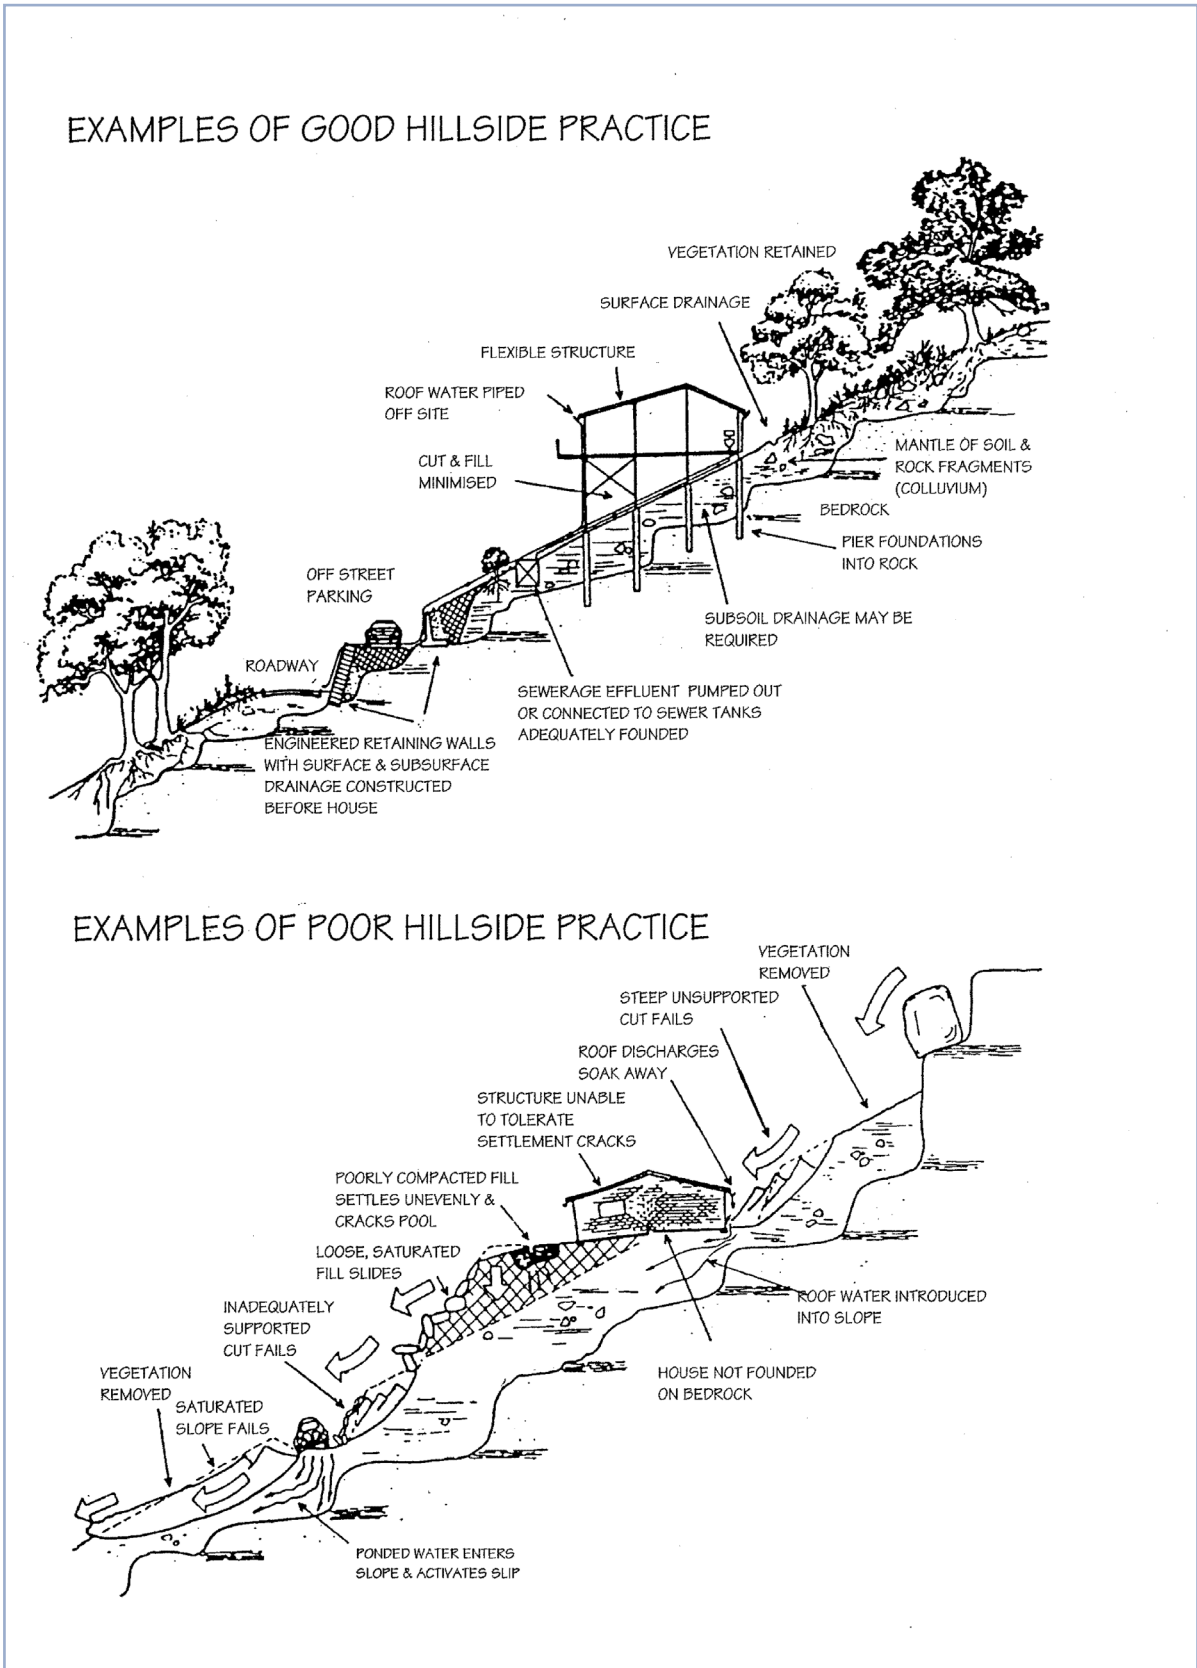 EXAMPLES OF GOOD HILLSIDE PRACTICE
VEGETATION RETAINED
SURFACE DRAINAGE
FLEXIBLE STRUCTURE
ROOF WATER PIPED
OFF SITE
CUT & FILL
MINIMISED
MANTLE OF SOIL &
ROCK FRAGMENTS
(COLLUVIUM)
BEDROCK
PIER FOUNDATIONS
INTO ROCK
OFF STREET
PARKING
SUBSOIL DRAINAGE MAY BE
REQUIRED
ROADWAY
SEWERAGE EFFLUENT PUMPED OUT
OR CONNECTED TO SEWER TANKS
ADEQUATELY FOUNDED
ENGINEERED RETAINING WALLS
WITH SURFACE & SUBSURFACE
DRAINAGE CONSTRUCTED
BEFORE HOUSE
EXAMPLES OF POOR HILLSIDE PRACTICE
VEGETATION
REMOVED
STEEP UNSUPPORTED
CUT FAILS
ROOF DISCHARGES
SOAK AWAY
STRUCTURE UNABLE
TO TOLERATE
SETTLEMENT CRACKS
POORLY COMPACTED FILL
SETTLES UNEVENLY &
CRACKS POOL
LOOSE, SATURATED
FILL SLIDES
INADEQUATELY
SUPPORTED
CUT FAILS
ROOF WATER INTRODUCED
INTO SLOPE
HOUSE NOT FOUNDED
ON BEDROCK
VEGETATION
REMOVED
SATURATED
SLOPE FAILS
PONDED WATER ENTERS
SLOPE & ACTIVATES SLIP